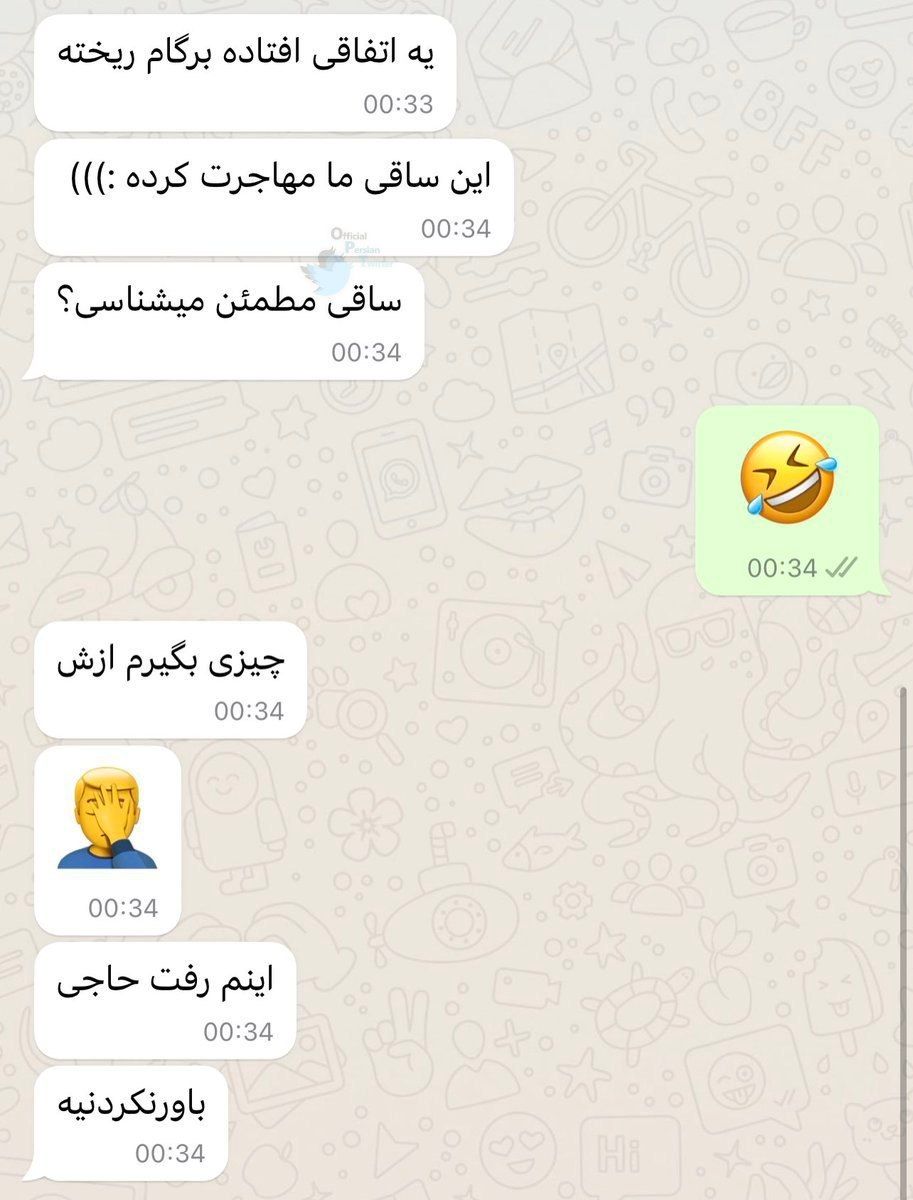 یه اتفاقی افتاده برگام ریخته
00:33
این ساقی ما مهاجرت کرده :)))
00:34
Official
Persian
Twitter
ساقی مطمئن میشناسی؟
00:34
🤣
00:34
چیزی بگیرم ازش
00:34
🤦‍♂️
00:34
اینم رفت حاجی
00:34
باورنکردنیه
00:34
BFF
Hi